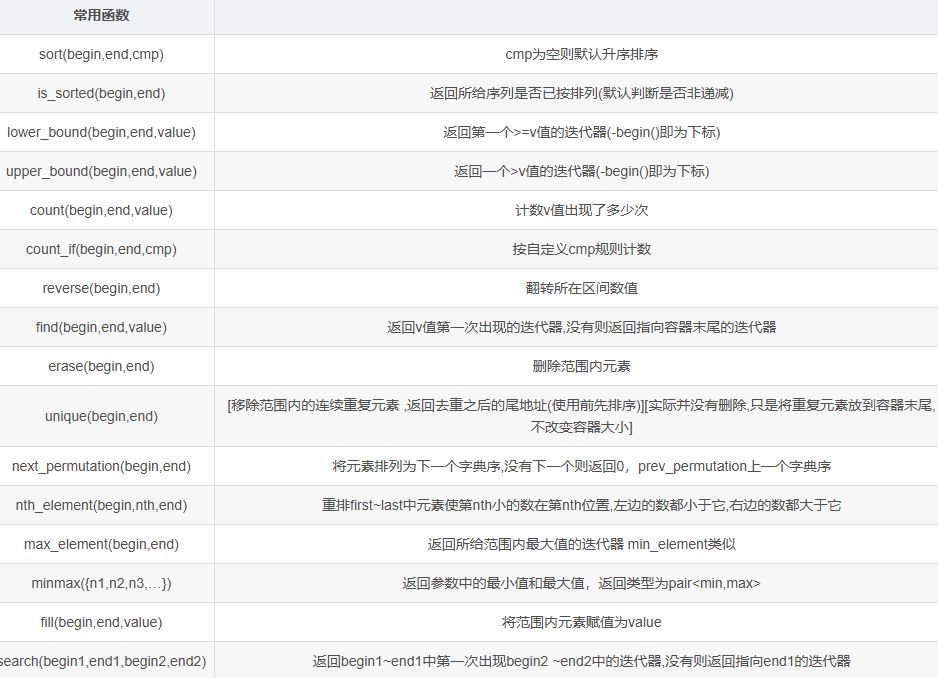 常用函数
sort(begin,end,cmp)
cmp为空则默认升序排序
is_sorted(begin,end)
返回所给序列是否已按排列(默认判断是否非递减)
lower_bound(begin,end,value)
返回第一个>=v值的迭代器(-begin()即为下标)
upper_bound(begin,end,value)
返回一个>v值的迭代器(-begin()即为下标)
count(begin,end,value)
计数v值出现了多少次
count_if(begin,end,cmp)
按自定义cmp规则计数
reverse(begin,end)
翻转所在区间数值
find(begin,end,value)
返回v值第一次出现的迭代器,没有则返回指向容器末尾的迭代器
erase(begin,end)
删除范围内元素
unique(begin,end)
[移除范围内的连续重复元素 ,返回去重之后的尾地址(使用前先排序)][实际并没有删除,只是将重复元素放到容器末尾,
不改变容器大小]
next_permutation(begin,end)
将元素排列为下一个字典序,没有下一个则返回0，prev_permutation上一个字典序
nth_element(begin,nth,end)
重排first~last中元素使第nth小的数在第nth位置,左边的数都小于它,右边的数都大于它
max_element(begin,end)
返回所给范围内最大值的迭代器 min_element类似
minmax({n1,n2,n3,…})
返回参数中的最小值和最大值，返回类型为pair<min,max>
fill(begin,end,value)
将范围内元素赋值为value
search(begin1,end1,begin2,end2)
返回begin1~end1中第一次出现begin2 ~end2中的迭代器,没有则返回指向end1的迭代器